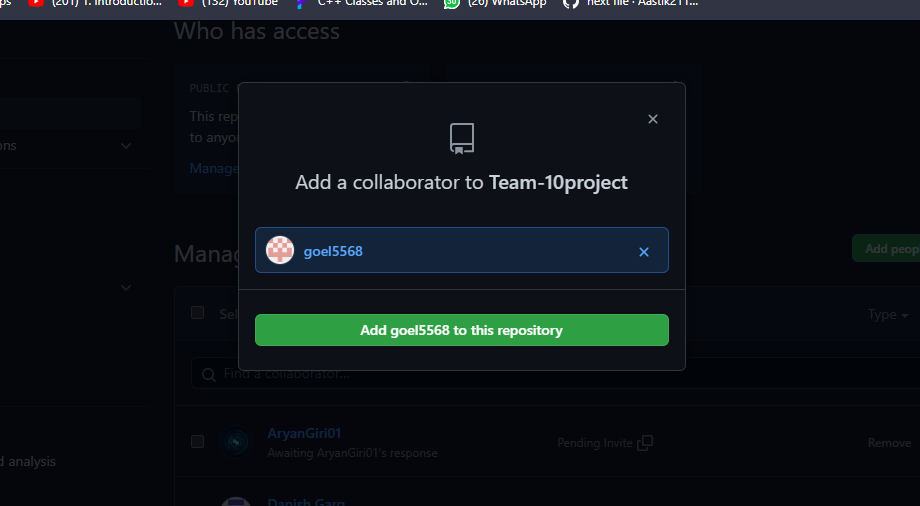 ps
(201) 1. Introductio...
(132) YouTube
C++ Classes and O...
(26) WhatsApp
next file · Aastik211...
Who has access
PUBLIC
This rep
to anyo
Manage
ons
Add a collaborator to Team-10project
goel5568
Add goel5568 to this repository
Manag
Add peop
Sel
Type
Find a collaborator...
AryanGiri01
Awaiting AryanGiri01's response
Pending Invite
Remove
d analysis
Danish Garg